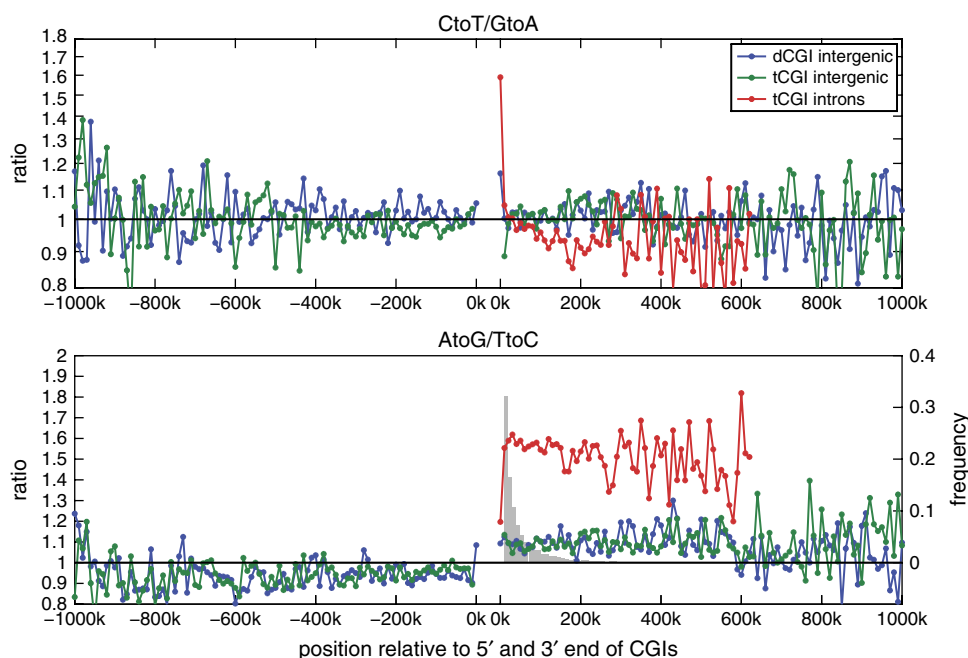 CtoT/GtoA
1.8
1.7
1.6
1.5
1.4
1.3
1.2
1.1
1
0.9
0.8
ratio
dCGI intergenic
tCGI intergenic
tCGI introns
−1000k −800k −600k −400k −200k 0k 0k 200k 400k 600k 800k 1000k
AtoG/TtoC
2
1.9
1.8
1.7
1.6
1.5
1.4
1.3
1.2
1.1
1
0.9
0.8
ratio
0.4
0.3
0.2
0.1
0
frequency
−1000k −800k −600k −400k −200k 0k 0k 200k 400k 600k 800k 1000k
position relative to 5′ and 3′ end of CGIs